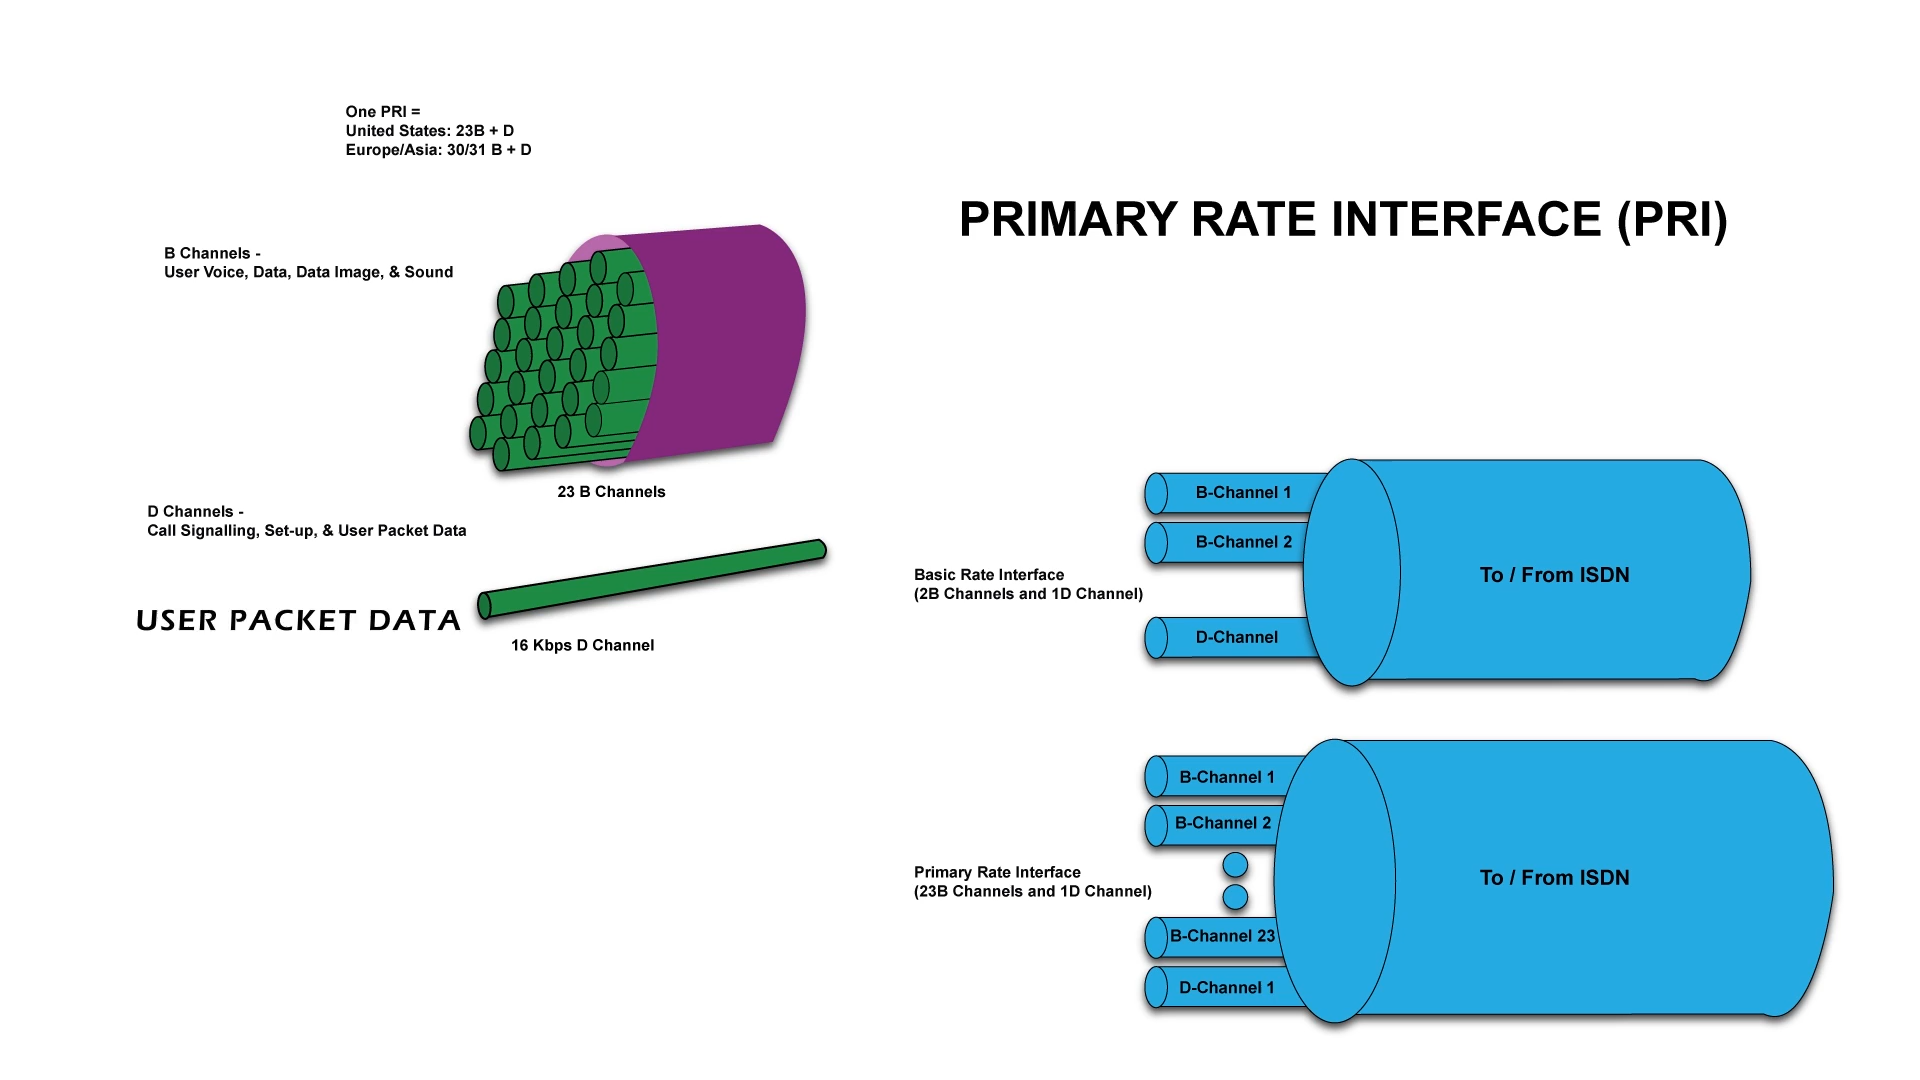 One PRI =
United States: 23B + D
Europe/Asia: 30/31 B + D
PRIMARY RATE INTERFACE (PRI)
B Channels -
User Voice, Data, Data Image, & Sound
23 B Channels
D Channels -
Call Signalling, Set-up, & User Packet Data
USER PACKET DATA
16 Kbps D Channel
B-Channel 1
B-Channel 2
Basic Rate Interface
(2B Channels and 1D Channel)
To / From ISDN
D-Channel
B-Channel 1
B-Channel 2
Primary Rate Interface
(23B Channels and 1D Channel)
To / From ISDN
B-Channel 23
D-Channel 1